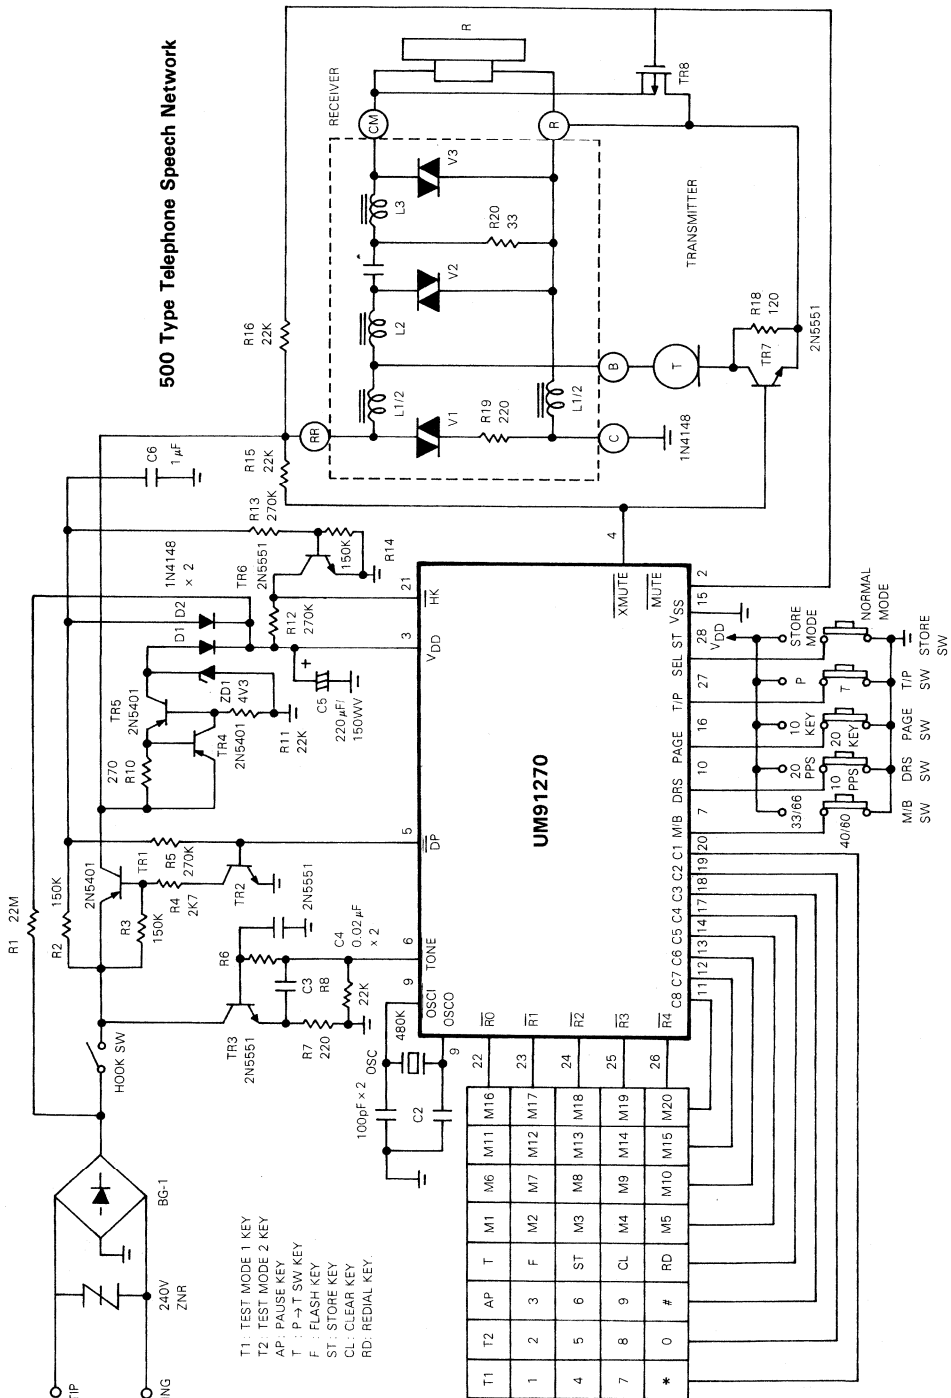 500 Type Telephone Speech Network
RECEIVER
R
CM
R
TR8
L3
V3
R20
33
L2
V2
TRANSMITTER
R16
22K
L1/2
V1
R19
220
L1/2
B
T
R18
120
TR7
2N5551
RR
C
1N4148
C6
1 µF
R15
22K
R13
270K
1N4148
× 2
TR6
2N5551
150K
R14
D1
D2
R12
270K
TR5
2N5401
ZD1
4V3
C5
220 µF/
150WV
270
R10
TR4
2N5401
R11
22K
R1
22M
R2
150K
2N5401
TR1
R3
150K
R4
2K7
R5
270K
TR2
2N5551
R6
C3
C4
0.02 µF
× 2
R8
22K
R7
220
TR3
2N5551
HOOK SW
BG-1
240V
ZNR
TIP
ING
OSC
480K
100pF × 2
C2
9
UM91270
4
XMUTE
MUTE
2
21
HK
3
VDD
5
DP
6
TONE
9
OSCI
OSCO
15
VSS
28
SEL ST
27
T/P
16
PAGE
10
DRS
7
M/B
20
C1
19
C2
18
C3
17
C4
14
C5
13
C6
12
C7
11
C8
22
R0
23
R1
24
R2
25
R3
26
R4
VDD
STORE
MODE
NORMAL
MODE
STORE
SW
P
T
T/P
SW
10
KEY
20
KEY
PAGE
SW
20
PPS
10
PPS
DRS
SW
33/66
40/60
M/B
SW
T1 : TEST MODE 1 KEY
T2 : TEST MODE 2 KEY
AP : PAUSE KEY
T : P→T SW KEY
F : FLASH KEY
ST : STORE KEY
CL : CLEAR KEY
RD: REDIAL KEY.
T1 T2 AP T M1 M6 M11 M16
1 2 3 F M2 M7 M12 M17
4 5 6 ST M3 M8 M13 M18
7 8 9 CL M4 M9 M14 M19
* 0 # RD M5 M10 M15 M20